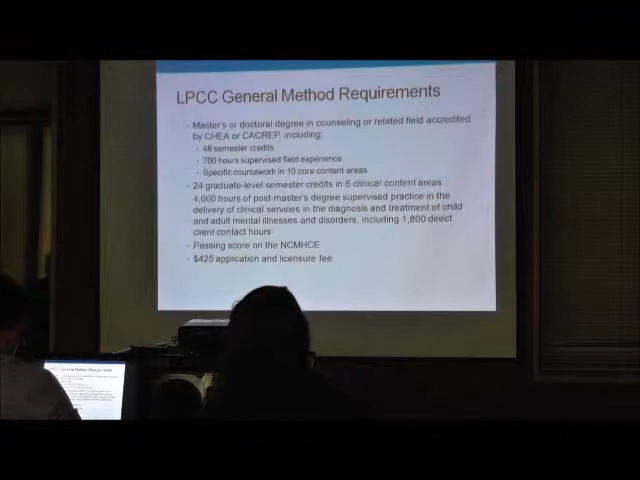 LPCC General Method Requirements
Master's or doctoral degree in counseling or related field accredited
by CHEA or CACREP, including:
48 semester credits
700 hours supervised field experience
Specific coursework in 10 core content areas
24 graduate-level semester credits in 6 clinical content areas
4,000 hours of post-master's degree supervised practice in the
delivery of clinical services in the diagnosis and treatment of child
and adult mental illnesses and disorders, including 1,800 direct
client contact hours
Passing score on the NCMHCE
$425 application and licensure fee
LPCC General Method Requirements